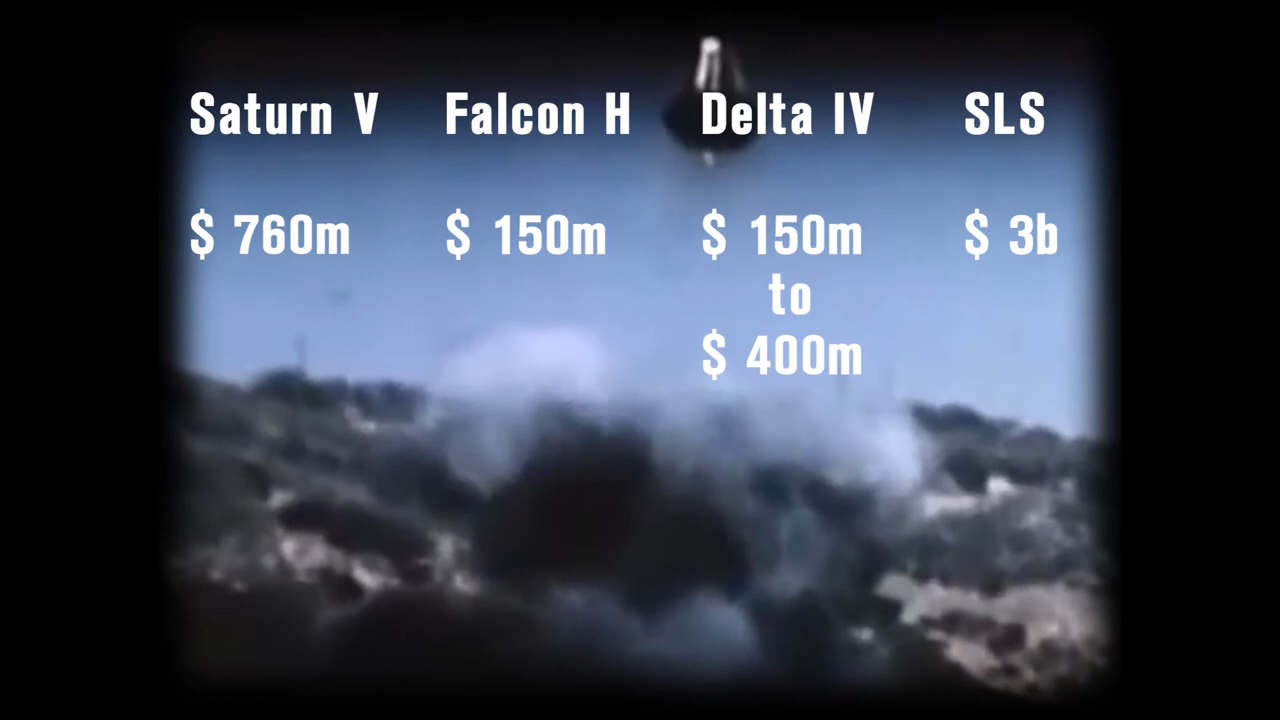 Saturn V Falcon H Delta IV SLS
$ 760m $ 150m $ 150m $ 3b
to
$ 400m